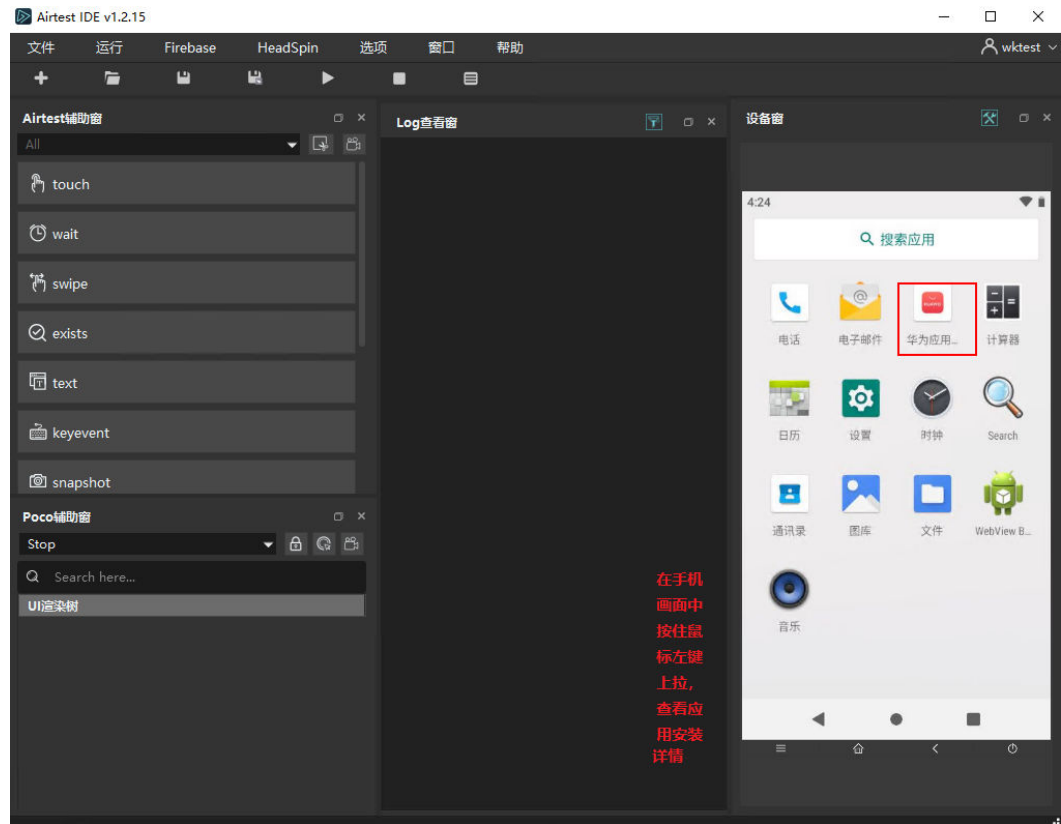 Airtest IDE v1.2.15
文件 运行 Firebase HeadSpin 选项 窗口 帮助 wktest
Airtest辅助窗
All
touch
wait
swipe
exists
text
keyevent
snapshot
Poco辅助窗
Stop
Search here...
UI渲染树
Log查看窗
在手机
画面中
按住鼠
标左键
上拉,
查看应
用安装
详情
设备窗
4:24
搜索应用
电话 电子邮件 华为应用... 计算器
日历 设置 时钟 Search
通讯录 图库 文件 WebView B...
音乐